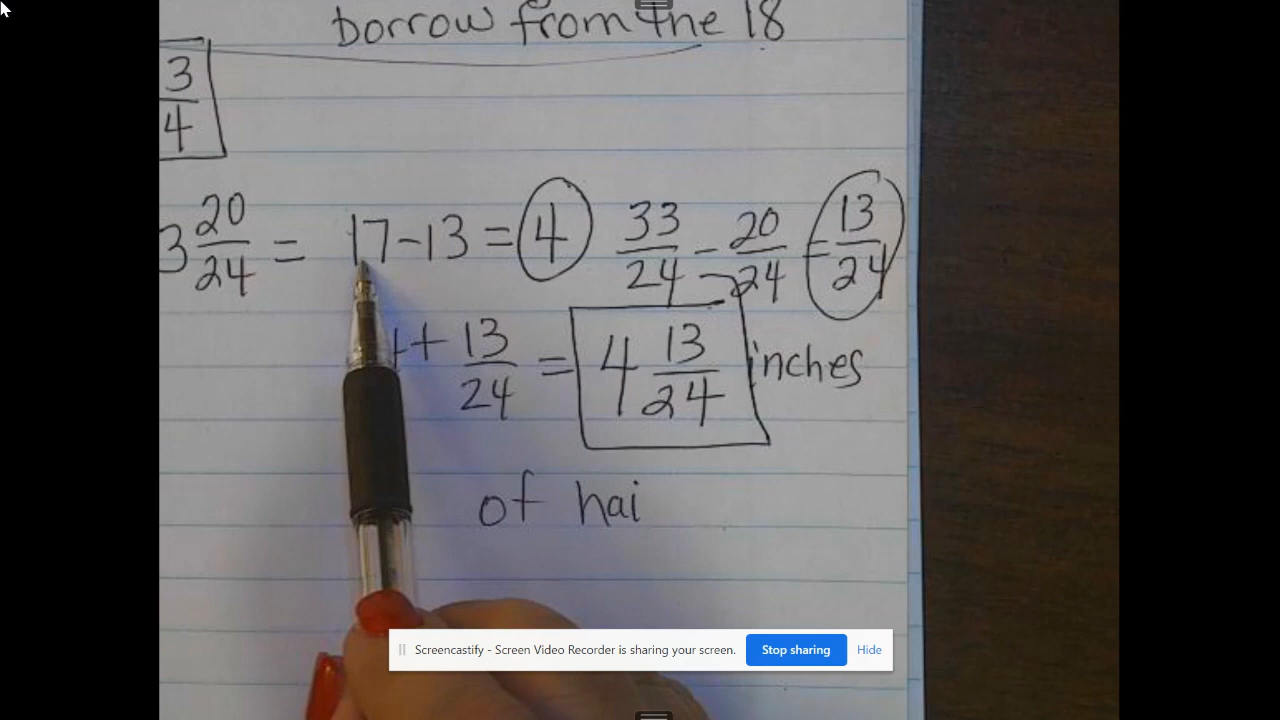 borrow from the 18
3/4
3 20/24 = 17-13 = 4 33/24 - 20/24 = 13/24
4 + 13/24 = 4 13/24 inches
of hai
Screencastify - Screen Video Recorder is sharing your screen. Stop sharing Hide